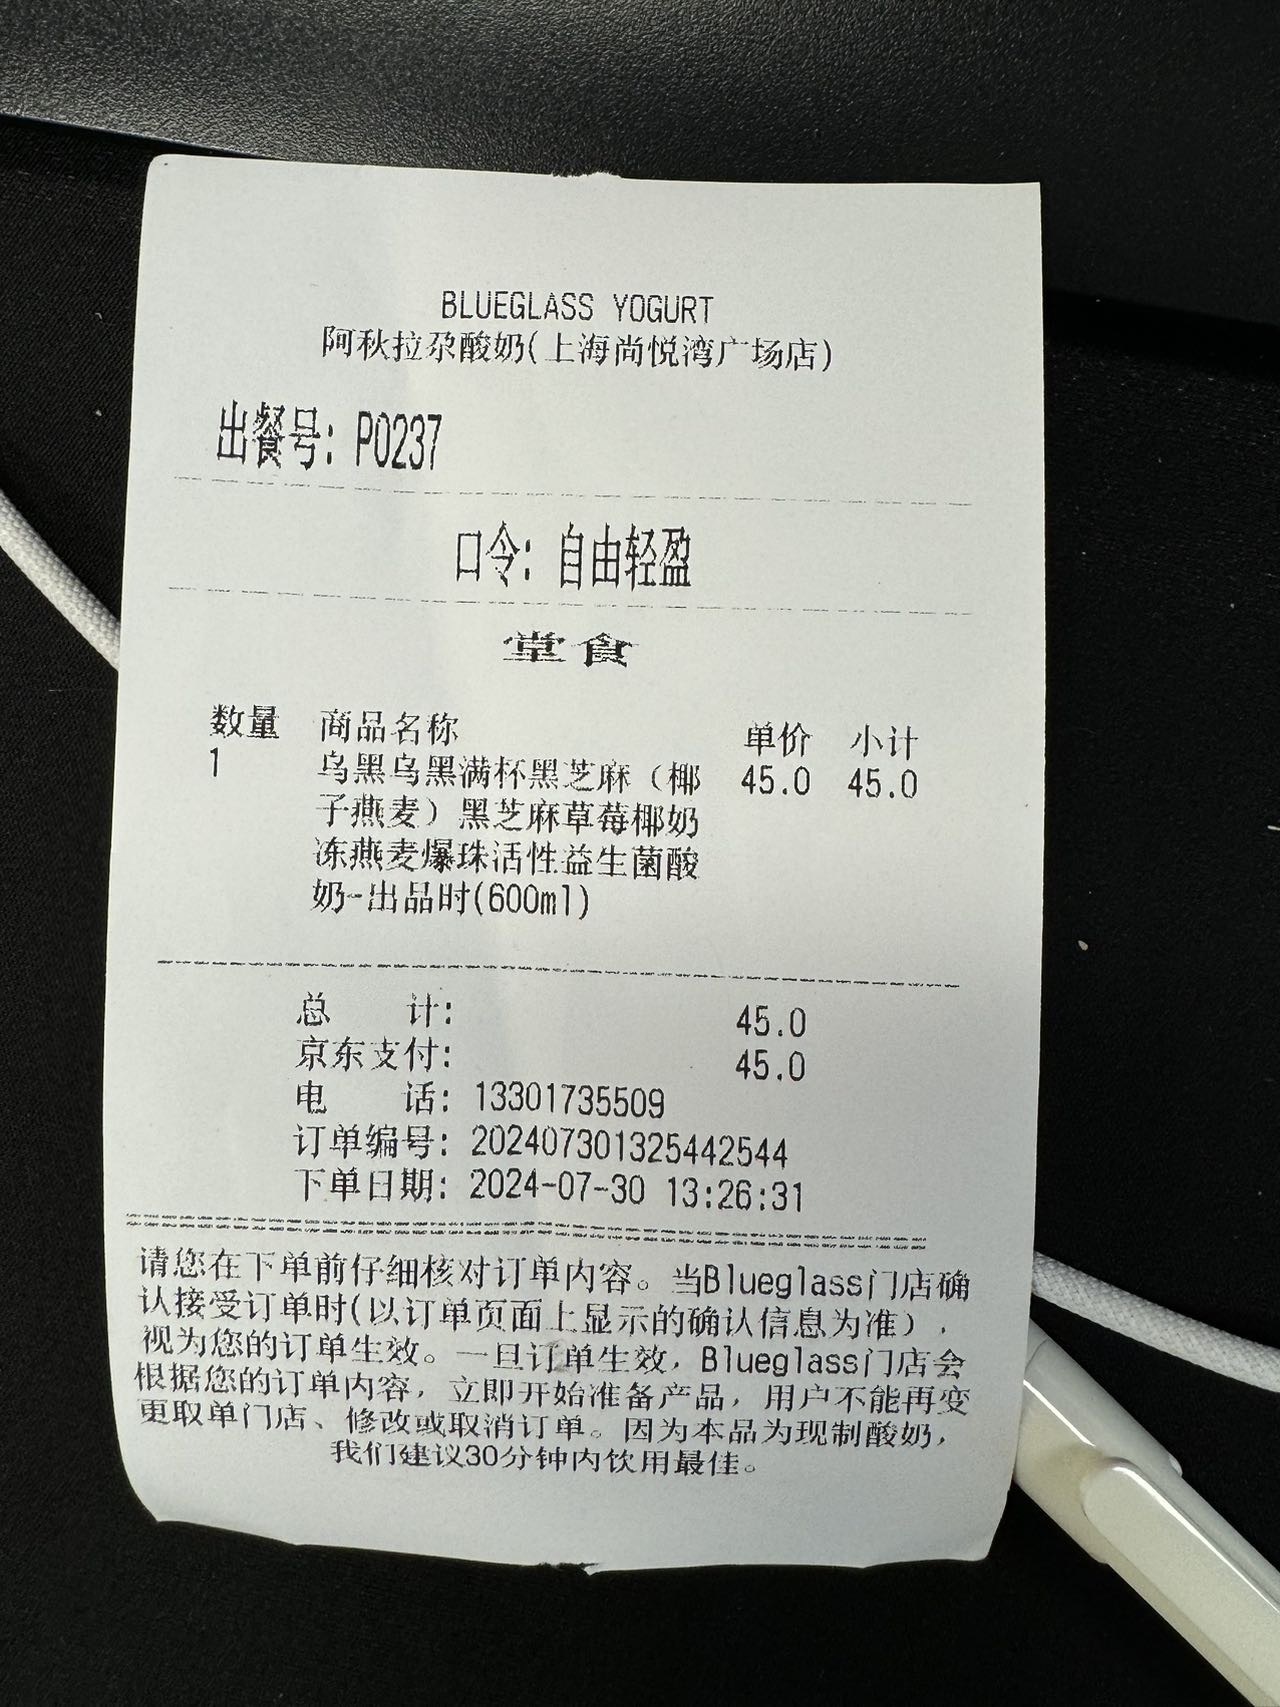 BLUEGLASS YOGURT
阿秋拉尕酸奶(上海尚悦湾广场店)
出餐号: P0237
口令: 自由轻盈
堂食
数量 商品名称 单价 小计
1 乌黑乌黑满杯黑芝麻（椰 45.0 45.0
子燕麦）黑芝麻草莓椰奶
冻燕麦爆珠活性益生菌酸
奶-出品时(600ml)
总 计: 45.0
京东支付: 45.0
电 话: 13301735509
订单编号: 202407301325442544
下单日期: 2024-07-30 13:26:31
请您在下单前仔细核对订单内容。当Blueglass门店确
认接受订单时(以订单页面上显示的确认信息为准)，
视为您的订单生效。一旦订单生效，Blueglass门店会
根据您的订单内容，立即开始准备产品，用户不能再变
更取单门店、修改或取消订单。因为本品为现制酸奶，
我们建议30分钟内饮用最佳。